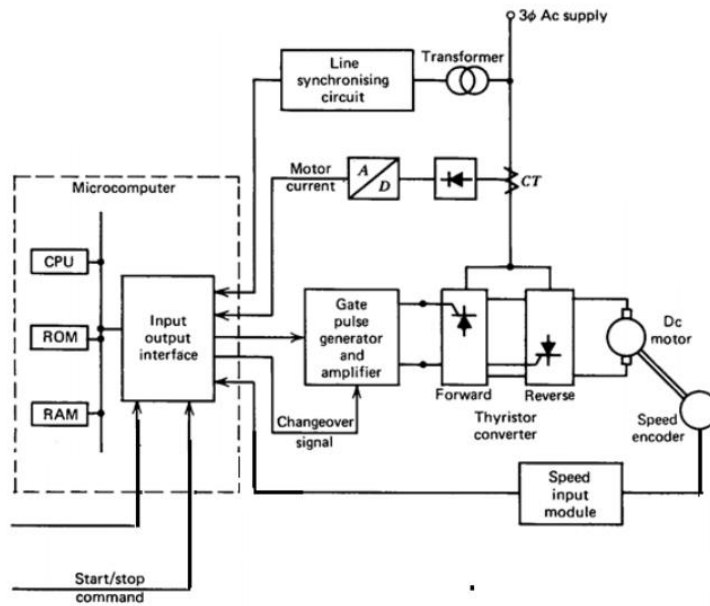 3ϕ Ac supply
Line
synchronising
circuit
Transformer
Motor
current
A
D
CT
Microcomputer
CPU
ROM
RAM
Input
output
interface
Gate
pulse
generator
and
amplifier
Dc
motor
Forward
Reverse
Thyristor
converter
Changeover
signal
Speed
encoder
Speed
input
module
Start/stop
command